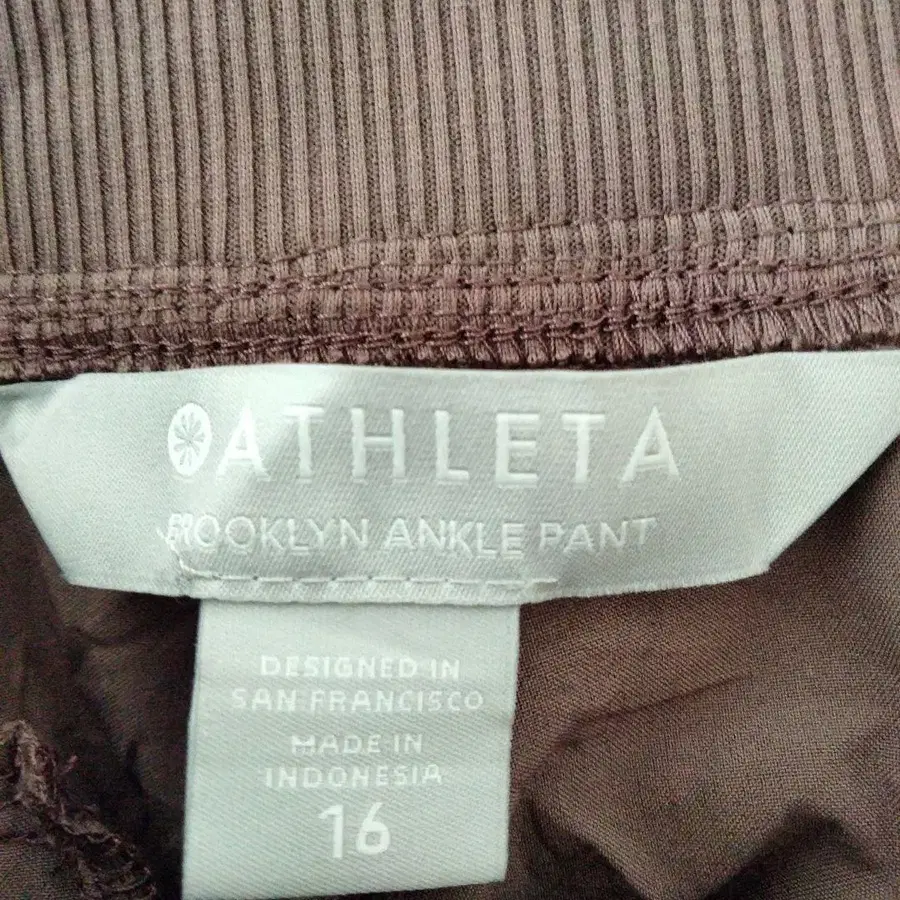 ATHLETA
BROOKLYN ANKLE PANT
DESIGNED IN
SAN FRANCISCO
MADE IN
INDONESIA
16